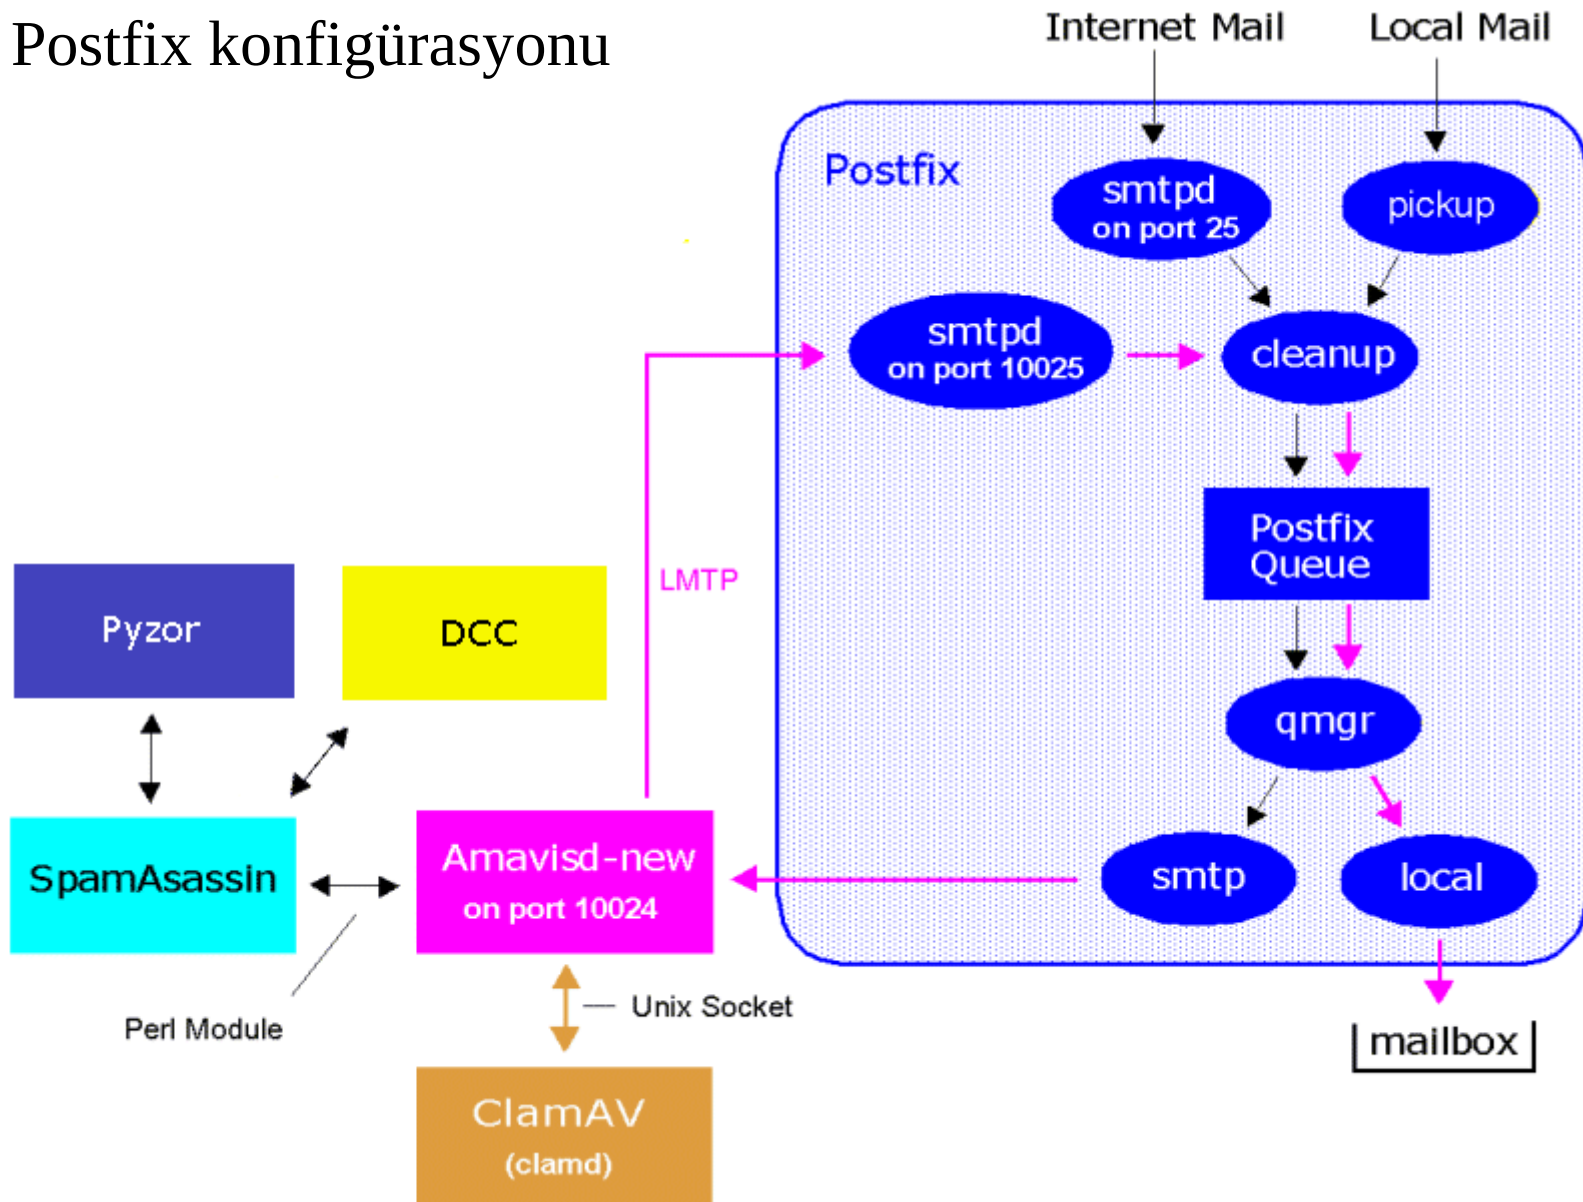 Postfix konfigürasyonu
Internet Mail
Local Mail
Postfix
smtpd
on port 25
pickup
smtpd
on port 10025
cleanup
Postfix
Queue
LMTP
Pyzor
DCC
qmgr
SpamAsassin
Amavisd-new
on port 10024
smtp
local
Perl Module
Unix Socket
mailbox
ClamAV
(clamd)